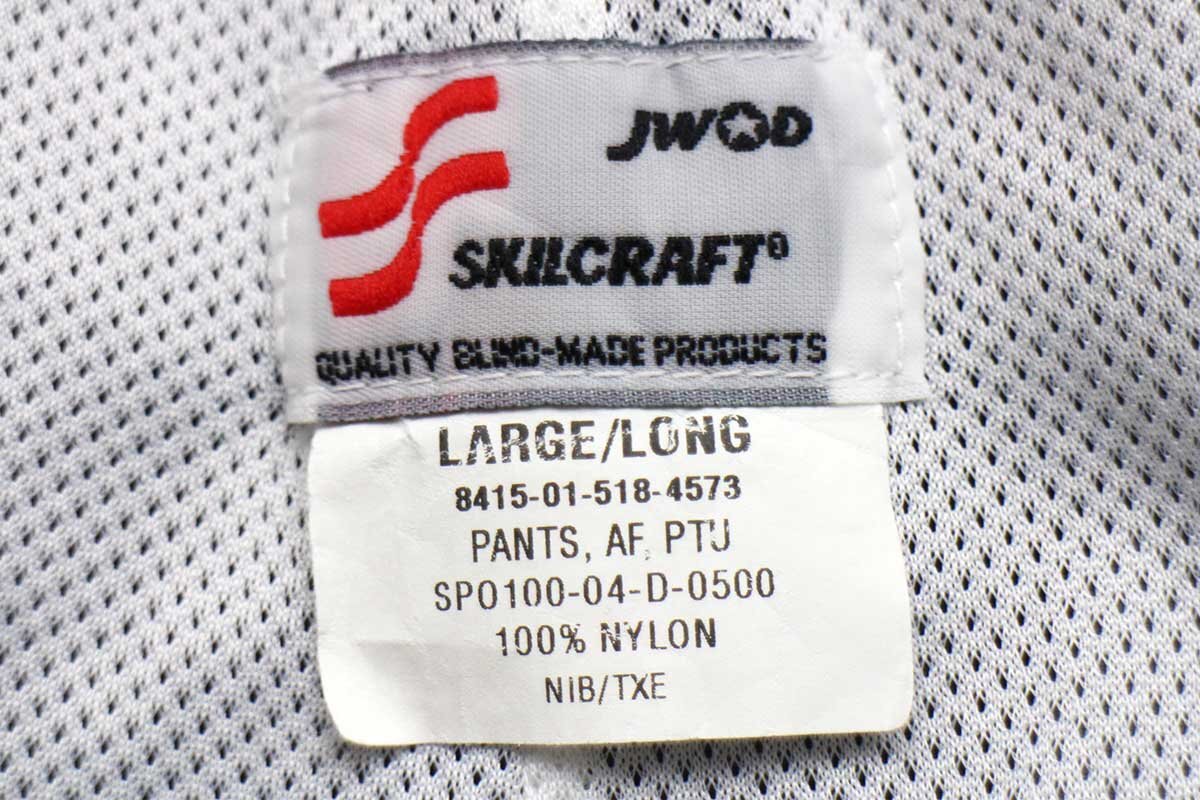 JWOD
SKILCRAFT®
QUALITY BLIND-MADE PRODUCTS
LARGE/LONG
8415-01-518-4573
PANTS, AF, PTU
SPO100-04-D-0500
100% NYLON
NIB/TXE